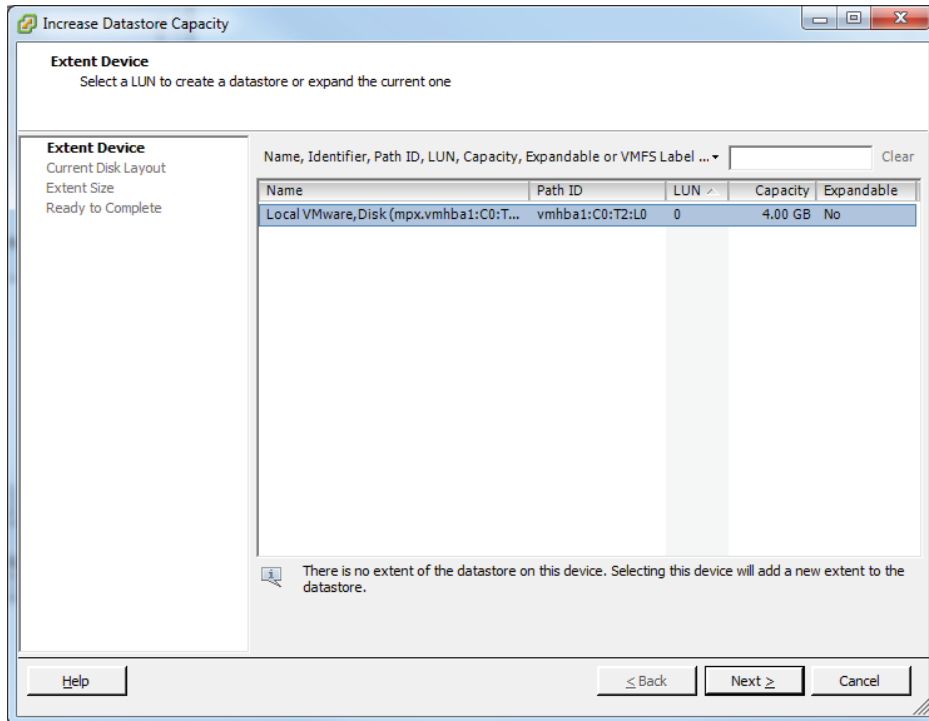 Increase Datastore Capacity
Extent Device
Select a LUN to create a datastore or expand the current one
Extent Device
Current Disk Layout
Extent Size
Ready to Complete
Name, Identifier, Path ID, LUN, Capacity, Expandable or VMFS Label ... Clear
Name Path ID LUN Capacity Expandable
Local VMware,Disk (mpx.vmhba1:C0:T... vmhba1:C0:T2:L0 0 4.00 GB No
There is no extent of the datastore on this device. Selecting this device will add a new extent to the
datastore.
Help < Back Next > Cancel